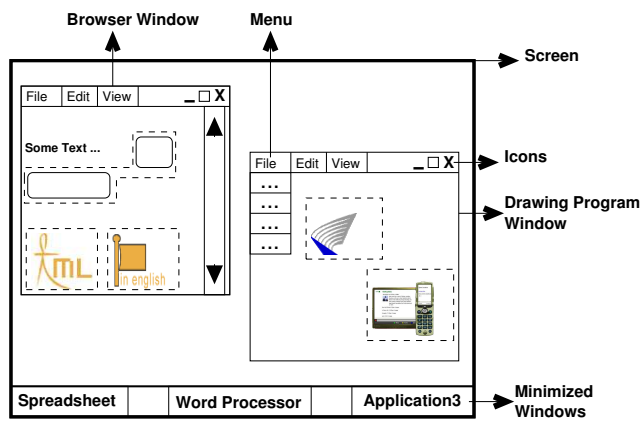 Browser Window
Menu
Screen
File Edit View X
Some Text ...
tML
in english
File Edit View X
...
...
...
...
Icons
Drawing Program
Window
Spreadsheet Word Processor Application3
Minimized
Windows